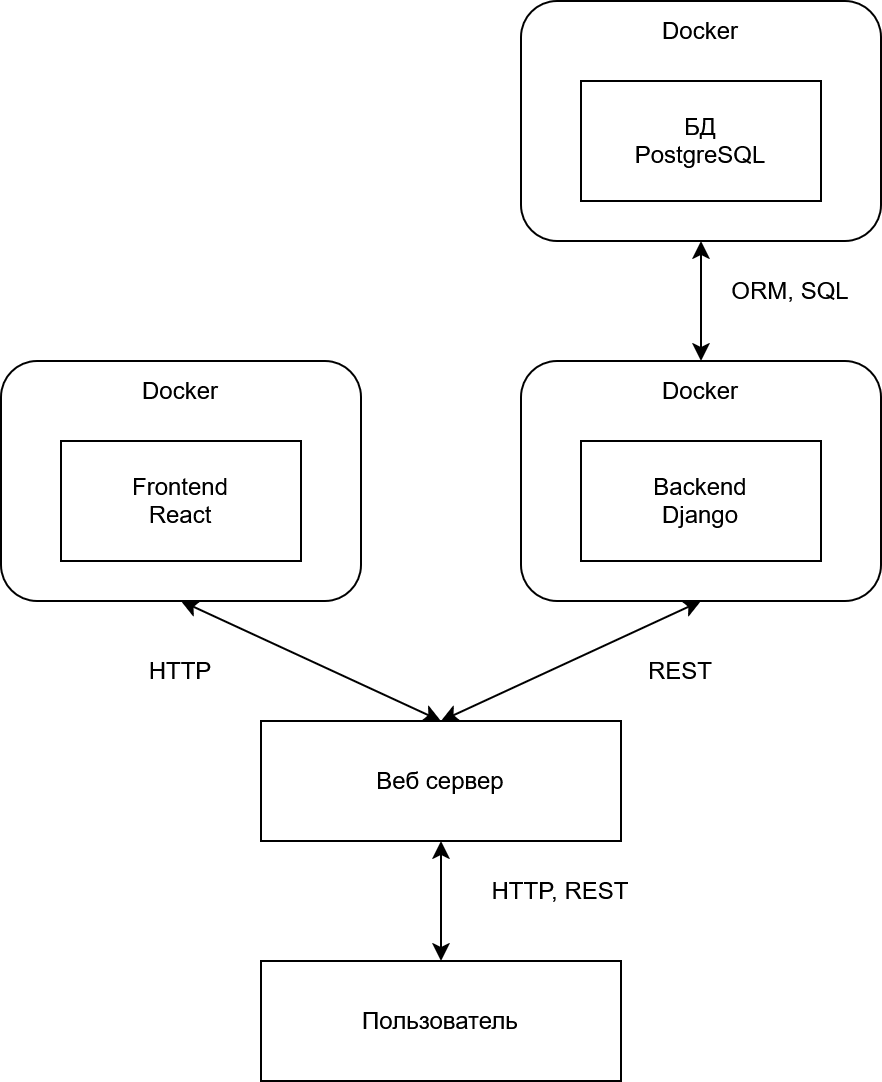 Docker
БД
PostgreSQL
ORM, SQL
Docker
Frontend
React
Docker
Backend
Django
HTTP
REST
Веб сервер
HTTP, REST
Пользователь